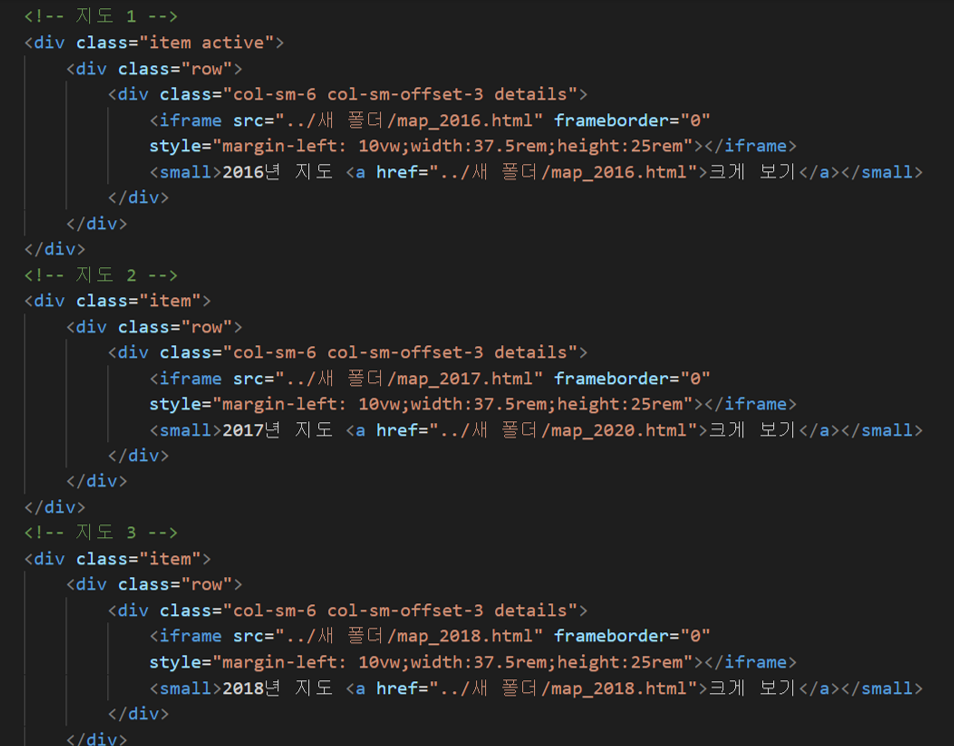 <!-- 지도 1 -->
<div class="item active">
<div class="row">
<div class="col-sm-6 col-sm-offset-3 details">
<iframe src="../새 폴더/map_2016.html" frameborder="0"
style="margin-left: 10vw;width:37.5rem;height:25rem"></iframe>
<small>2016년 지도 <a href="../새 폴더/map_2016.html">크게 보기</a></small>
</div>
</div>
</div>
<!-- 지도 2 -->
<div class="item">
<div class="row">
<div class="col-sm-6 col-sm-offset-3 details">
<iframe src="../새 폴더/map_2017.html" frameborder="0"
style="margin-left: 10vw;width:37.5rem;height:25rem"></iframe>
<small>2017년 지도 <a href="../새 폴더/map_2020.html">크게 보기</a></small>
</div>
</div>
</div>
<!-- 지도 3 -->
<div class="item">
<div class="row">
<div class="col-sm-6 col-sm-offset-3 details">
<iframe src="../새 폴더/map_2018.html" frameborder="0"
style="margin-left: 10vw;width:37.5rem;height:25rem"></iframe>
<small>2018년 지도 <a href="../새 폴더/map_2018.html">크게 보기</a></small>
</div>
</div>